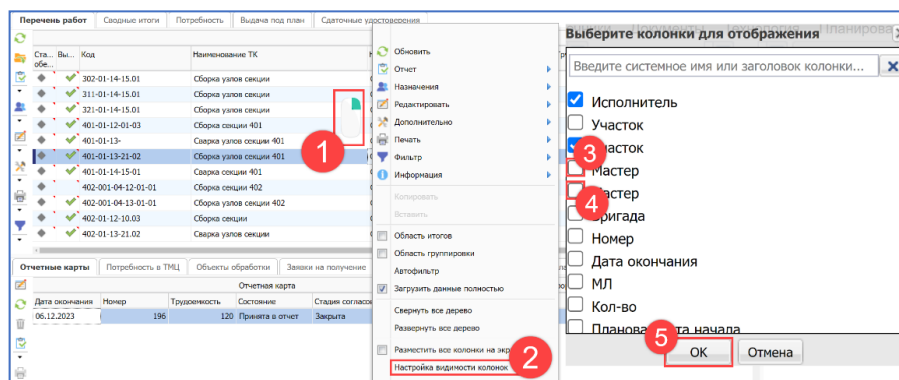 Перечень работ Сводные итоги Потребность Выдача под план Сдаточные удостоверения
Ста... Вы... Код Наименование ТК
обе...
302-01-14-15.01 Сборка узлов секции
311-01-14-15.01 Сборка узлов секции
321-01-14-15.01 Сборка узлов секции
401-01-12-01-03 Сборка секции 401
401-01-13- Сварка узлов секции 401
401-01-13-21-02 Сборка узлов секции 401
401-01-14-15-01 Сварка секции 401
402-001-04-12-01-01 Сборка секции 402
402-001-04-13-01-01 Сборка узлов секции 402
402-01-12-10.03 Сборка секции
402-01-13-21.02 Сварка узлов секции
1
Отчетные карты Потребность в ТМЦ Объекты обработки Заявки на получение
Отчетная карта
Дата окончания Номер Трудоемкость Состояние Стадия согласов
06.12.2023 196 120 Принята в отчет Закрыта
Обновить
Отчет
Назначения
Редактировать
Дополнительно
Печать
Фильтр
Информация
Копировать
Вставить
Область итогов
Область группировки
Автофильтр
Загрузить данные полностью
Свернуть все дерево
Развернуть все дерево
Разместить все колонки на экр
2
Настройка видимости колонок
Выберите колонки для отображения
Введите системное имя или заголовок колонки...
Исполнитель
Участок
3
часток
Мастер
4
астер
Бригада
Номер
Дата окончания
МЛ
Кол-во
Планова та начала
5
OK Отмена